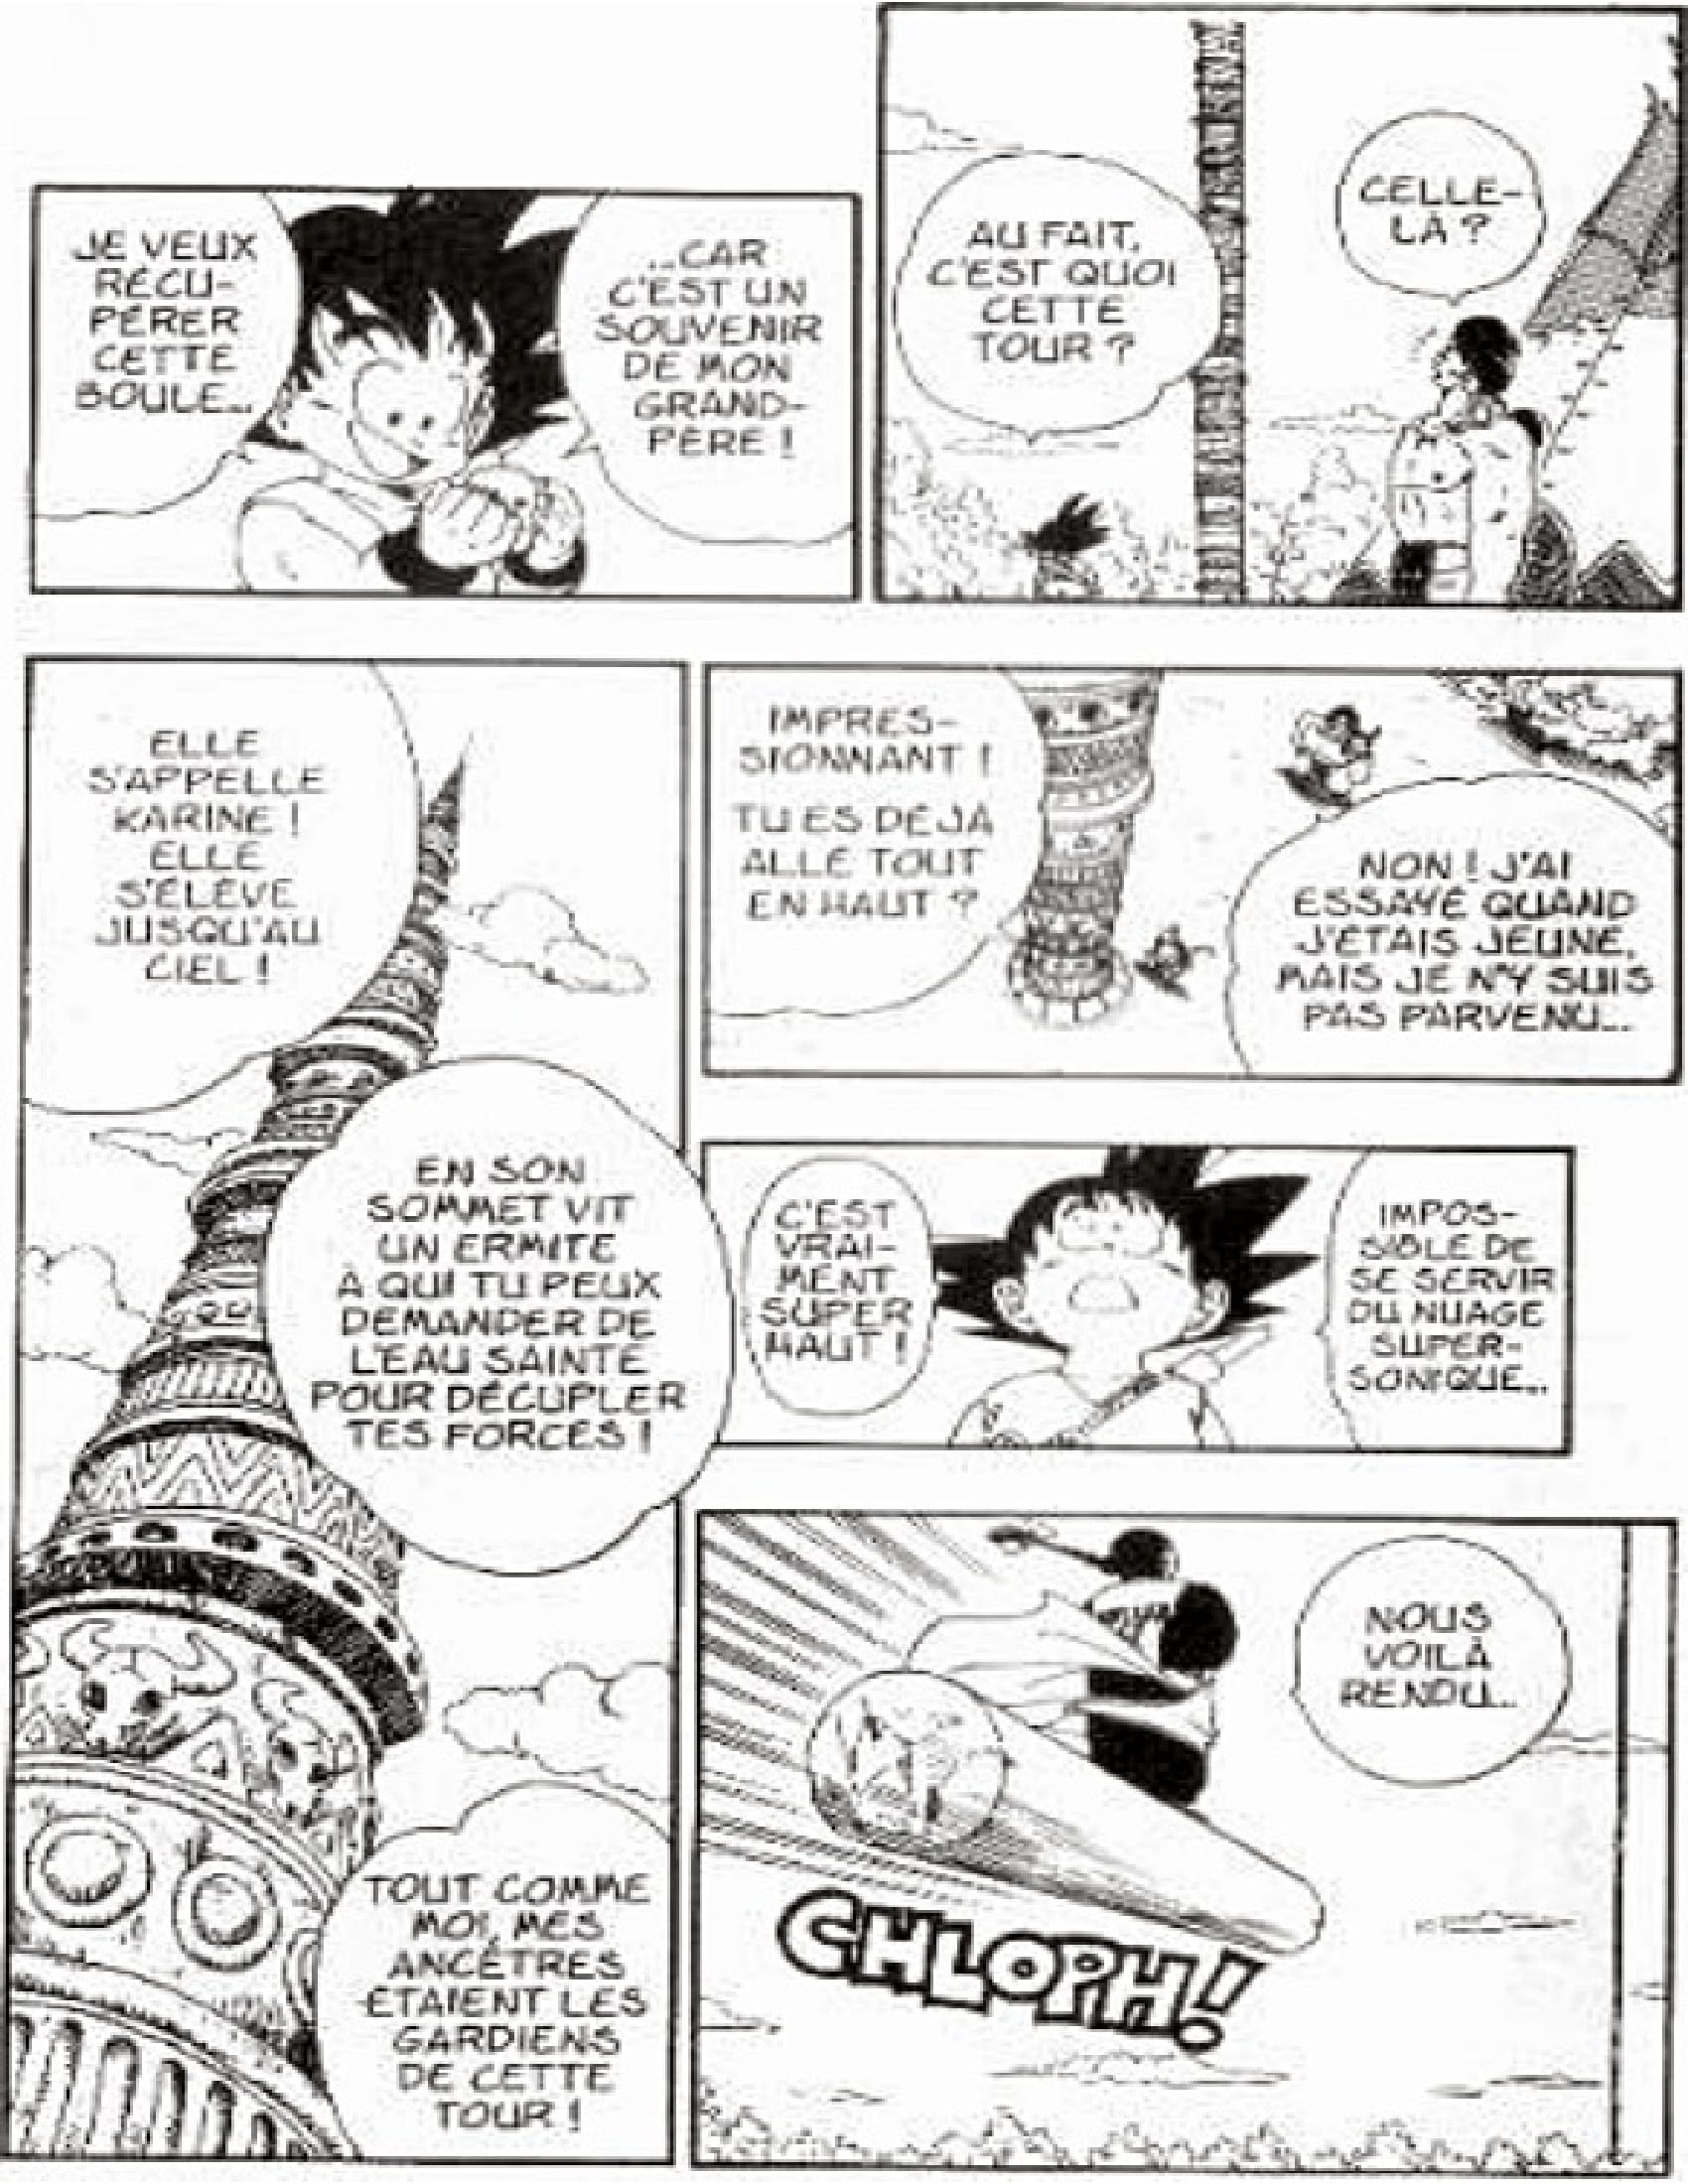 JE VEUX
RÉCU-
PÉRER
CETTE
BOULE...
...CAR
C'EST UN
SOUVENIR
DE MON
GRAND-
PÈRE !
AU FAIT,
C'EST QUOI
CETTE
TOUR ?
CELLE-
LÀ ?
ELLE
S'APPELLE
KARINE !
ELLE
S'ÉLÈVE
JUSQU'AU
CIEL !
EN SON
SOMMET VIT
UN ERMITE
À QUI TU PEUX
DEMANDER DE
L'EAU SAINTE
POUR DÉCUPLER
TES FORCES !
TOUT COMME
MOI, MES
ANCÊTRES
ÉTAIENT LES
GARDIENS
DE CETTE
TOUR !
IMPRES-
SIONNANT !
TU ES DÉJÀ
ALLÉ TOUT
EN HAUT ?
NON ! J'AI
ESSAYÉ QUAND
J'ÉTAIS JEUNE,
MAIS JE N'Y SUIS
PAS PARVENU...
C'EST
VRAI-
MENT
SUPER
HAUT !
IMPOS-
SIBLE DE
SE SERVIR
DU NUAGE
SUPER-
SONIQUE...
NOUS
VOILÀ
RENDU...
CHLOPH!